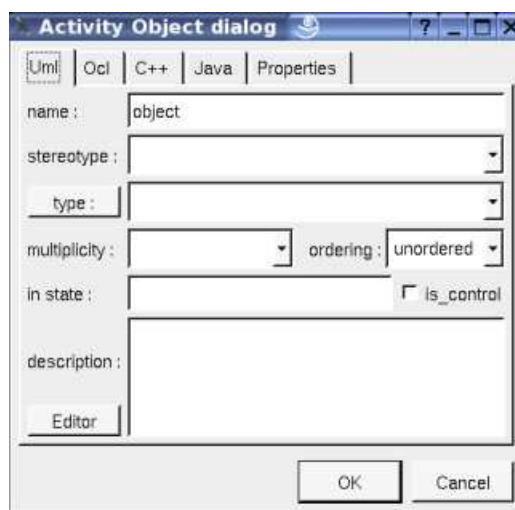 Activity Object dialog ? _ X
Uml Ocl C++ Java Properties
name : object
stereotype :
type :
multiplicity : ordering : unordered
in state : is_control
description :
Editor
OK Cancel